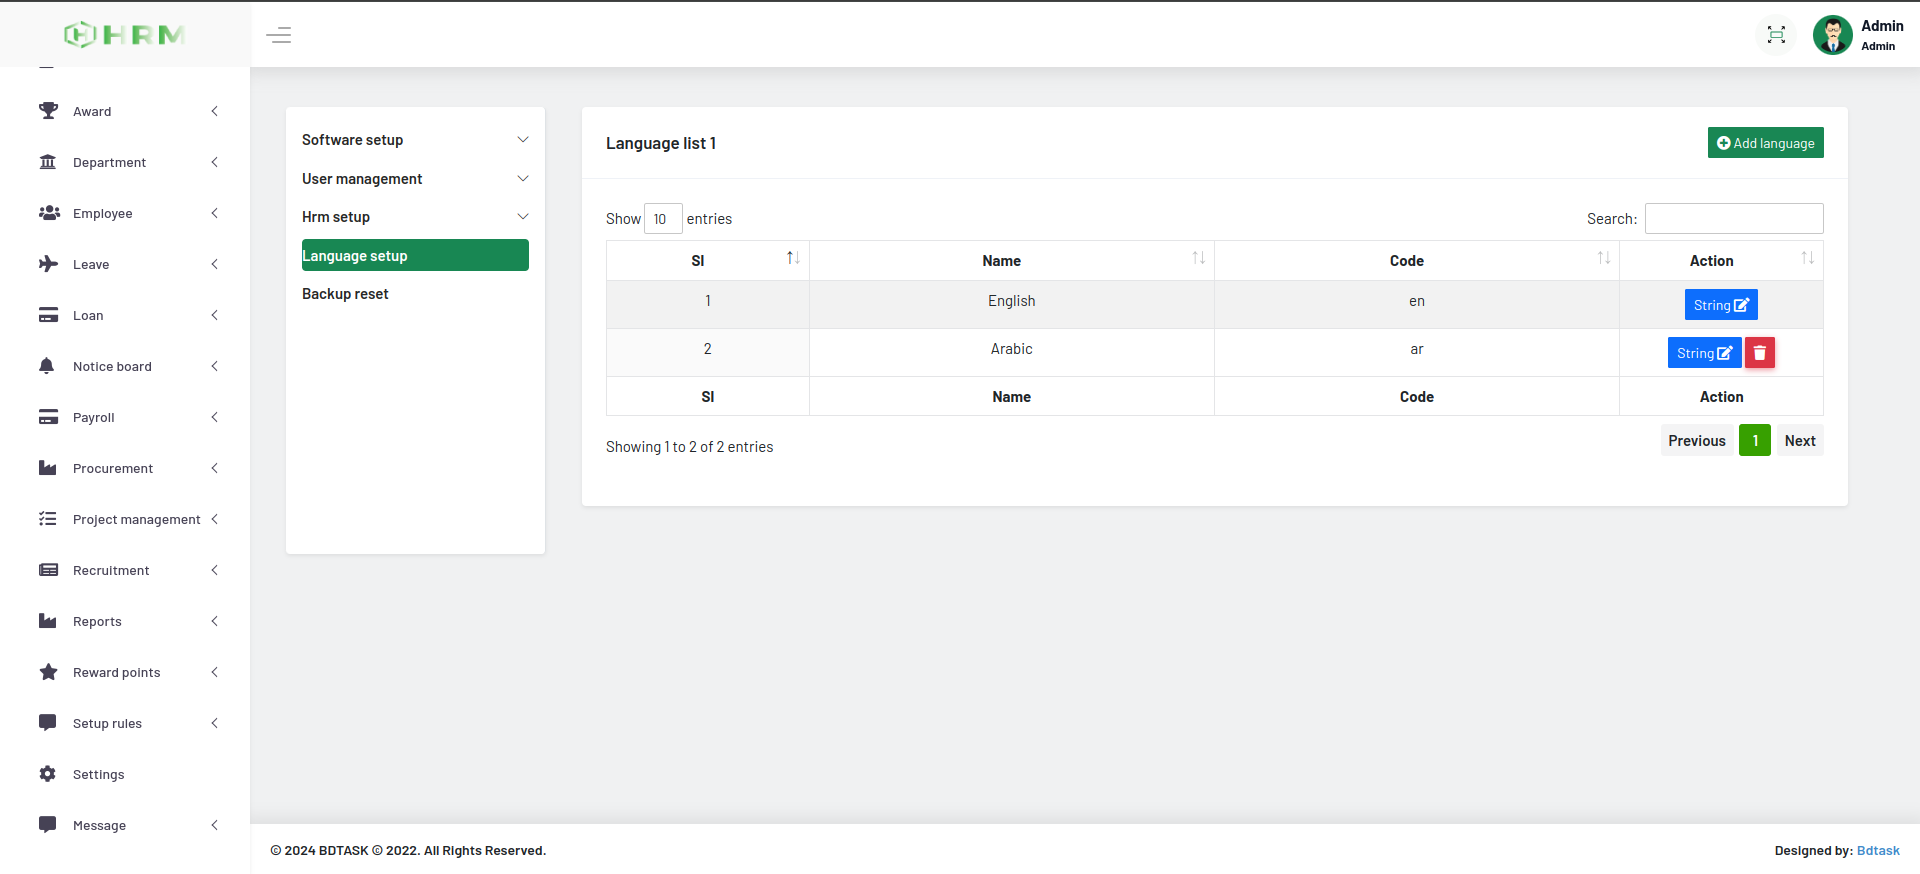 HRM
Admin
Admin
Award
Department
Employee
Leave
Loan
Notice board
Payroll
Procurement
Project management
Recruitment
Reports
Reward points
Setup rules
Settings
Message
Software setup
User management
Hrm setup
Language setup
Backup reset
Language list 1
Add language
Show 10 entries
Search:
Sl Name Code Action
1 English en String
2 Arabic ar String
Sl Name Code Action
Showing 1 to 2 of 2 entries
Previous 1 Next
© 2024 BDTASK © 2022. All Rights Reserved.
Designed by: Bdtask